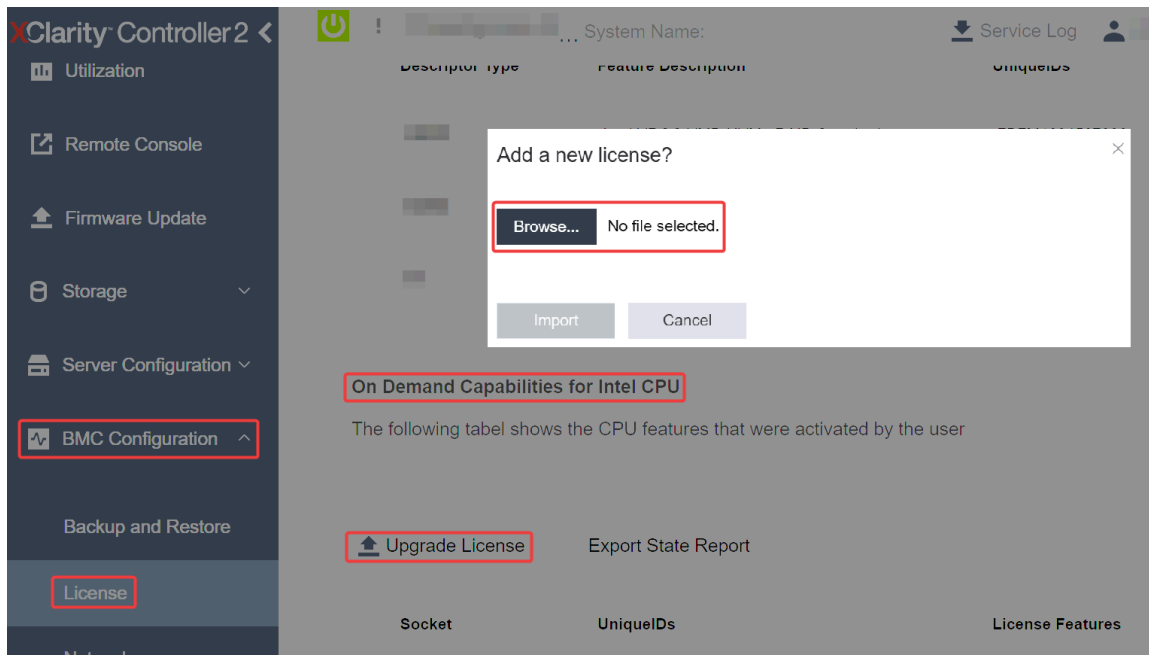 XClarity Controller 2
Utilization
Remote Console
Firmware Update
Storage
Server Configuration
BMC Configuration
Backup and Restore
License
... System Name:
Service Log
Descriptor Type Feature Description UniqueIDs
Add a new license?
Browse... No file selected.
Import Cancel
On Demand Capabilities for Intel CPU
The following tabel shows the CPU features that were activated by the user
Upgrade License Export State Report
Socket UniqueIDs License Features